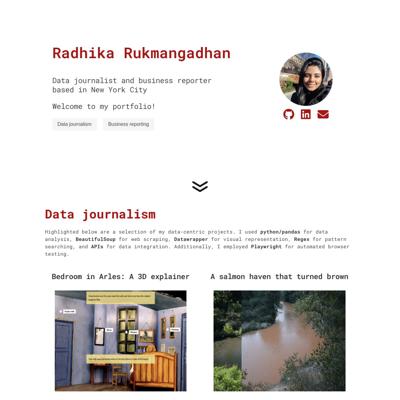 Radhika Rukmangadhan
Data journalist and business reporter
based in New York City
Welcome to my portfolio!
Data journalism
Business reporting
Data journalism
Highlighted below are a selection of my data-centric projects. I used python/pandas for data
analysis, BeautifulSoup for web scraping, Datawrapper for visual representation, Regex for pattern
searching, and APIs for data integration. Additionally, I employed Playwright for automated browser
testing.
Bedroom in Arles: A 3D explainer
A salmon haven that turned brown